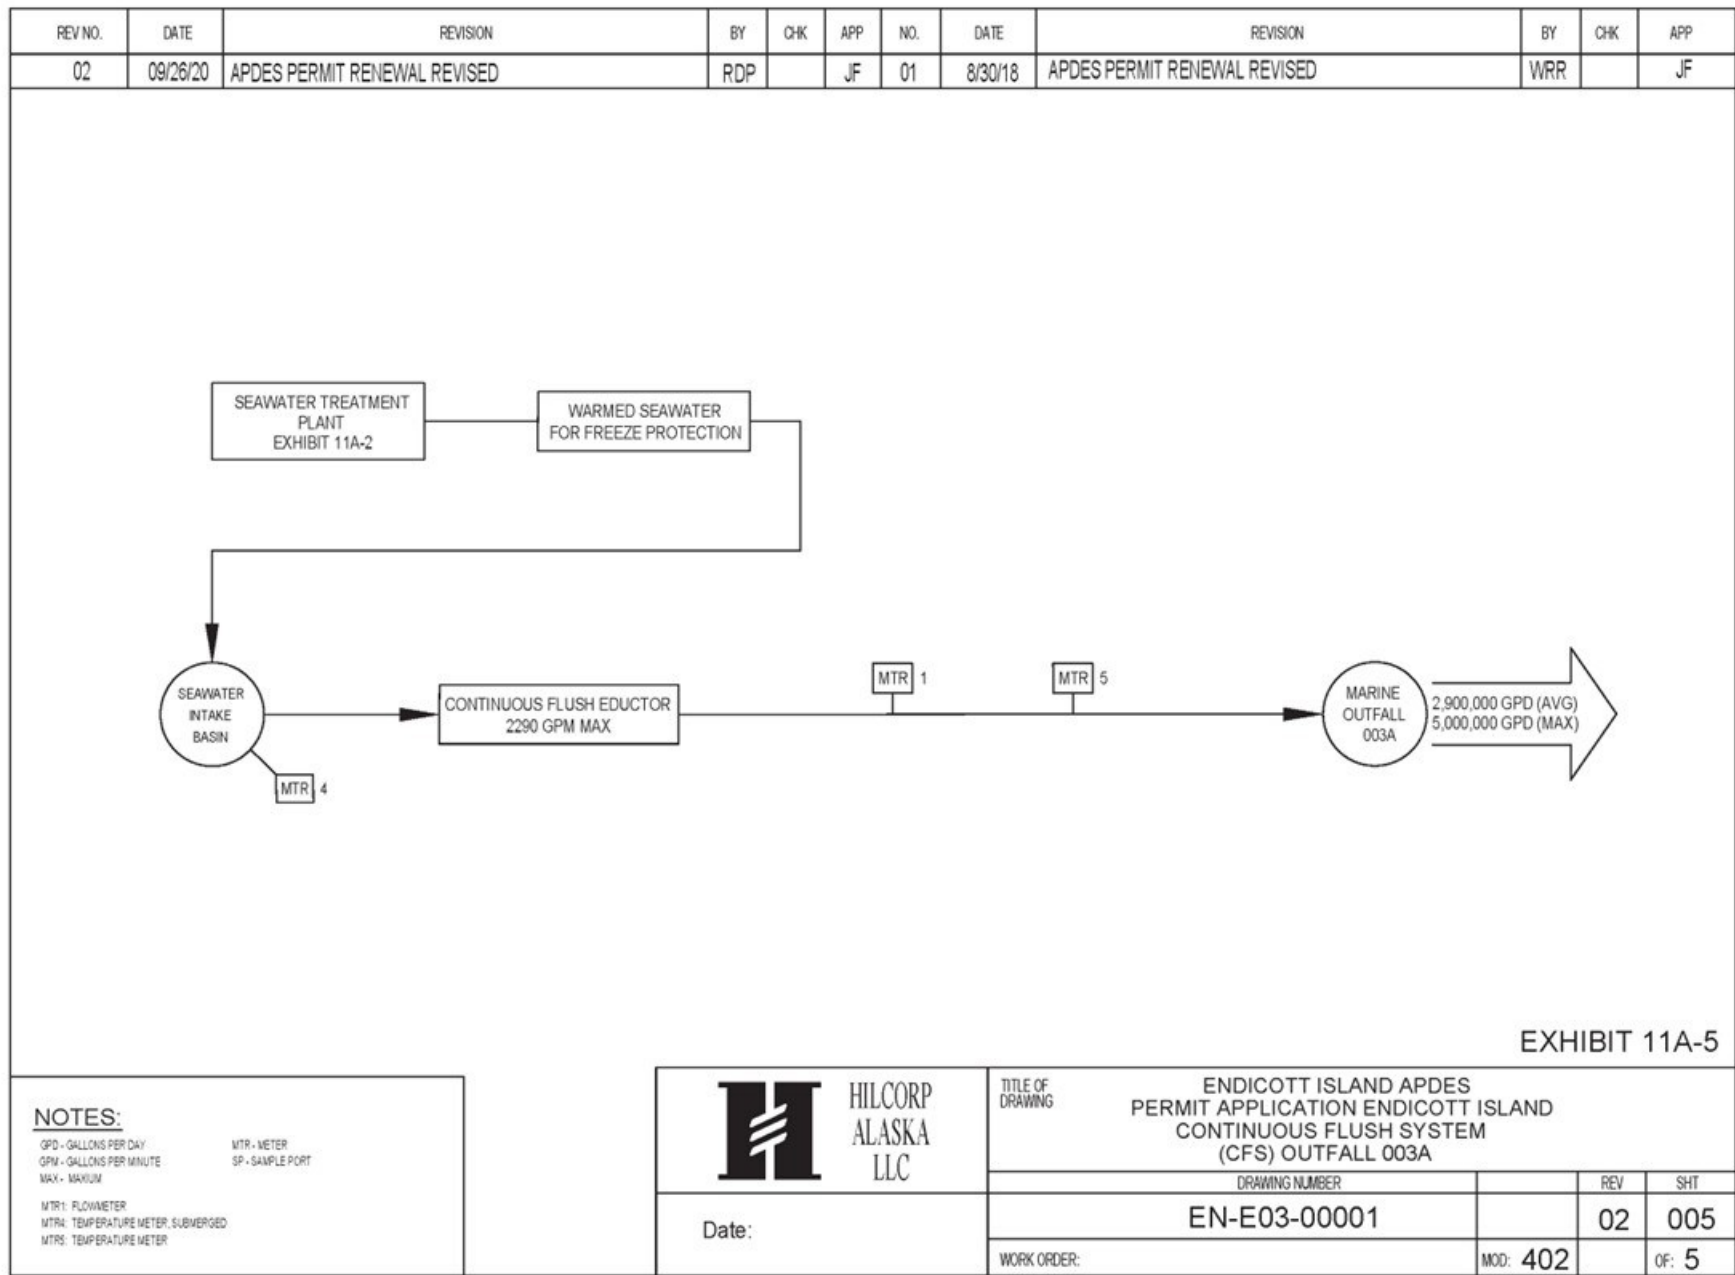 REV NO. DATE REVISION BY CHK APP NO. DATE REVISION BY CHK APP
02 09/26/20 APDES PERMIT RENEWAL REVISED RDP JF 01 8/30/18 APDES PERMIT RENEWAL REVISED WRR JF
SEAWATER TREATMENT
PLANT
EXHIBIT 11A-2
WARMED SEAWATER
FOR FREEZE PROTECTION
SEAWATER
INTAKE
BASIN
MTR 4
CONTINUOUS FLUSH EDUCTOR
2290 GPM MAX
MTR 1
MTR 5
MARINE
OUTFALL
003A
2,900,000 GPD (AVG)
5,000,000 GPD (MAX)
EXHIBIT 11A-5
NOTES:
GPD - GALLONS PER DAY
GPM - GALLONS PER MINUTE
MAX - MAXIUM
MTR - METER
SP - SAMPLE PORT
MTR1: FLOWMETER
MTR4: TEMPERATURE METER, SUBMERGED
MTR5: TEMPERATURE METER
HILCORP
ALASKA
LLC
Date:
TITLE OF
DRAWING
ENDICOTT ISLAND APDES
PERMIT APPLICATION ENDICOTT ISLAND
CONTINUOUS FLUSH SYSTEM
(CFS) OUTFALL 003A
DRAWING NUMBER REV SHT
EN-E03-00001 02 005
WORK ORDER: MOD: 402 OF: 5